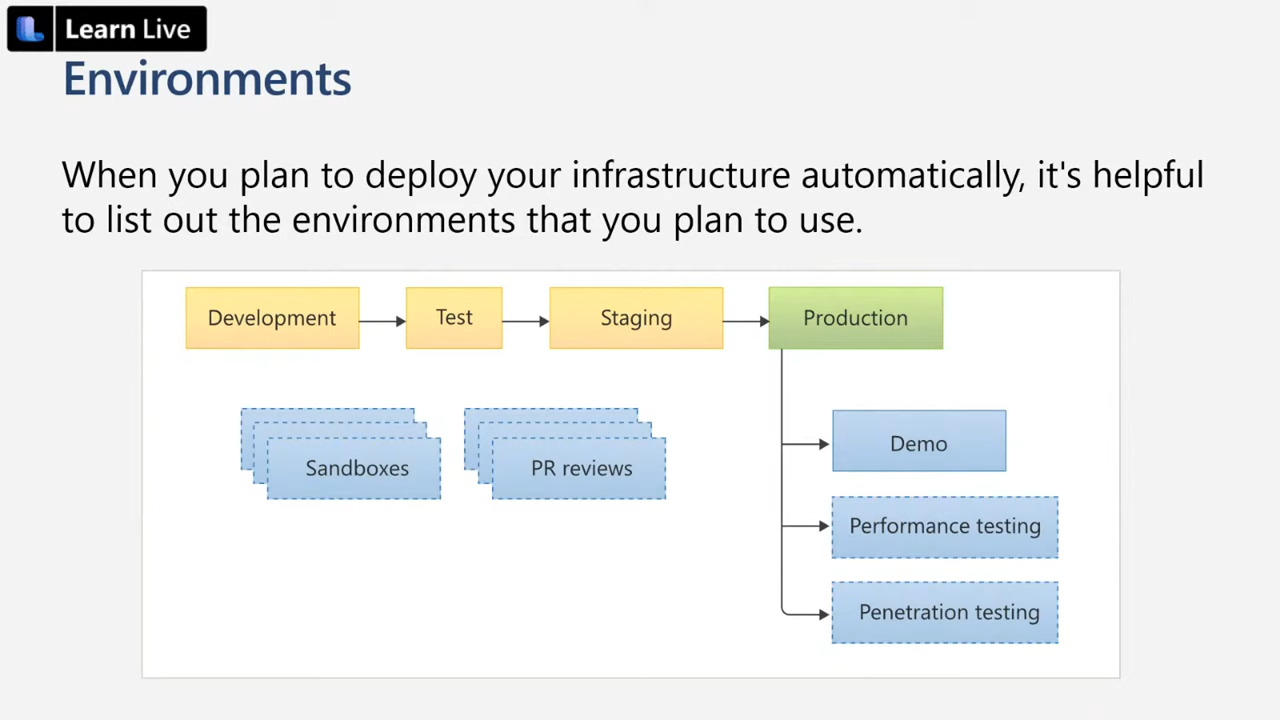 Learn Live
Environments
When you plan to deploy your infrastructure automatically, it's helpful
to list out the environments that you plan to use.
Development
Test
Staging
Production
Sandboxes
PR reviews
Demo
Performance testing
Penetration testing